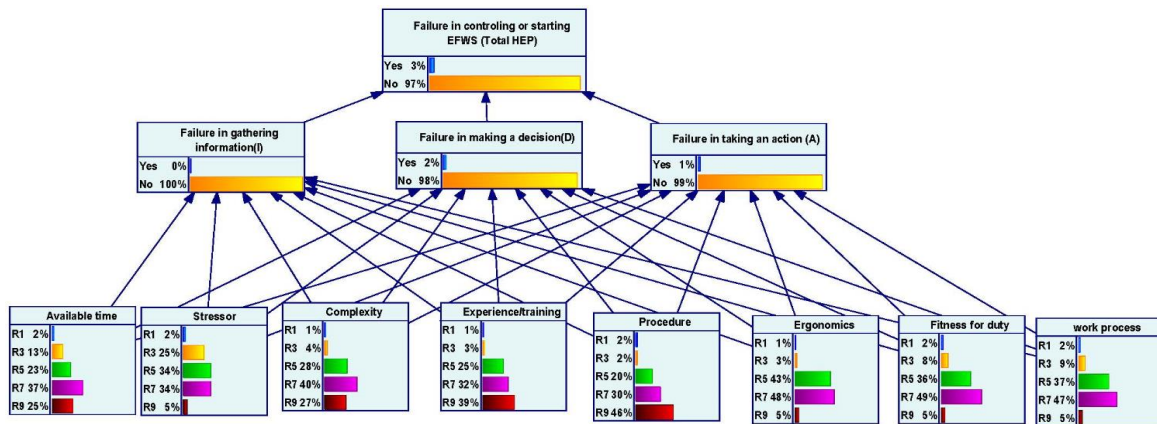 Failure in controling or starting
EFWS (Total HEP)
Yes 3%
No 97%
Failure in gathering
information(I)
Yes 0%
No 100%
Failure in making a decision(D)
Yes 2%
No 98%
Failure in taking an action (A)
Yes 1%
No 99%
Available time
R1 2%
R3 13%
R5 23%
R7 37%
R9 25%
Stressor
R1 2%
R3 25%
R5 34%
R7 34%
R9 5%
Complexity
R1 1%
R3 4%
R5 28%
R7 40%
R9 27%
Experience/training
R1 1%
R3 3%
R5 25%
R7 32%
R9 39%
Procedure
R1 2%
R3 2%
R5 20%
R7 30%
R9 46%
Ergonomics
R1 1%
R3 3%
R5 43%
R7 48%
R9 5%
Fitness for duty
R1 2%
R3 8%
R5 36%
R7 49%
R9 5%
work process
R1 2%
R3 9%
R5 37%
R7 47%
R9 5%